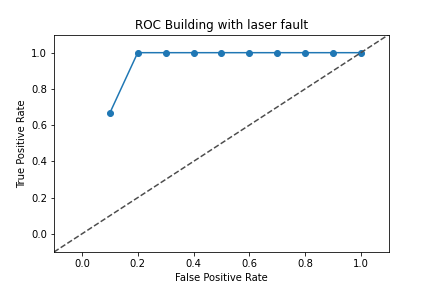 ROC Building with laser fault
1.0
0.8
0.6
0.4
0.2
0.0
True Positive Rate
0.0 0.2 0.4 0.6 0.8 1.0
False Positive Rate